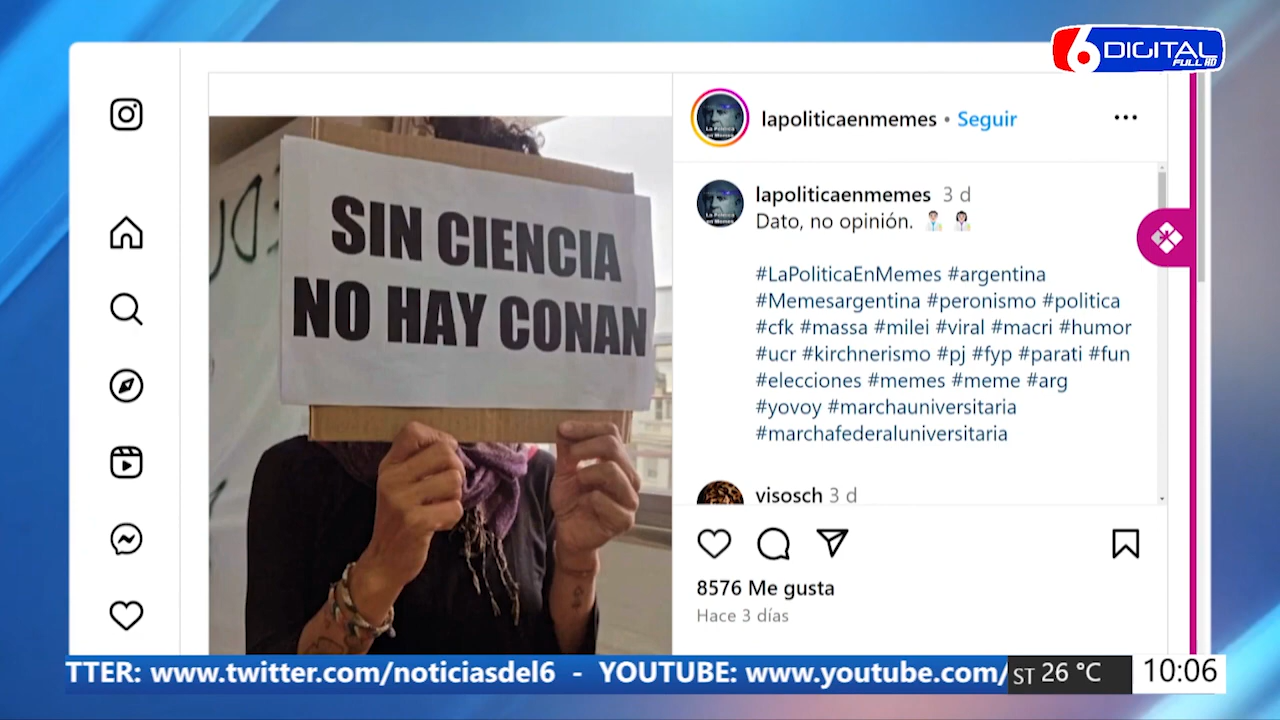 6 DIGITAL
FULL HD
lapoliticaenmemes • Seguir
SIN CIENCIA
NO HAY CONAN
lapoliticaenmemes 3 d
Dato, no opinión.
#LaPoliticaEnMemes #argentina
#Memesargentina #peronismo #politica
#cfk #massa #milei #viral #macri #humor
#ucr #kirchnerismo #pj #fyp #parati #fun
#elecciones #memes #meme #arg
#yovoy #marchauniversitaria
#marchafederaluniversitaria
visosch 3 d
8576 Me gusta
Hace 3 días
TTER: www.twitter.com/noticiasdel6 - YOUTUBE: www.youtube.com/
ST 26 °C
10:06